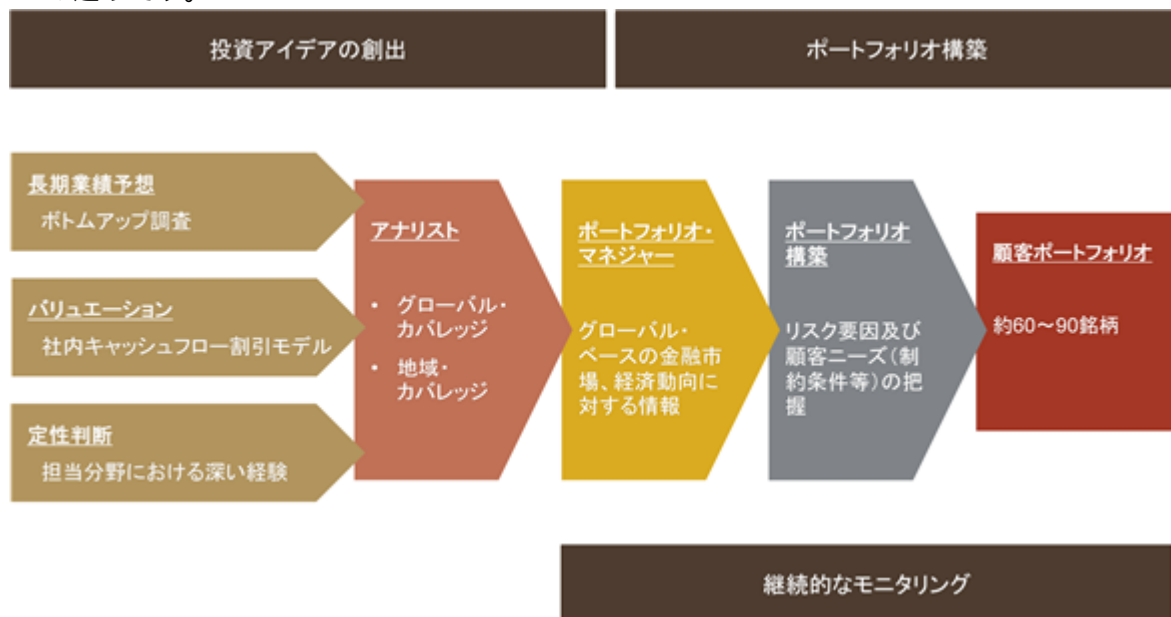 投資アイデアの創出
ポートフォリオ構築
長期業績予想
ボトムアップ調査
バリュエーション
社内キャッシュフロー割引モデル
定性判断
担当分野における深い経験
アナリスト
• グローバル・
カバレッジ
• 地域・
カバレッジ
ポートフォリオ・
マネジャー
グローバル・
ベースの金融市
場、経済動向に
対する情報
ポートフォリオ
構築
リスク要因及び
顧客ニーズ(制
約条件等)の把
握
顧客ポートフォリオ
約60～90銘柄
継続的なモニタリング